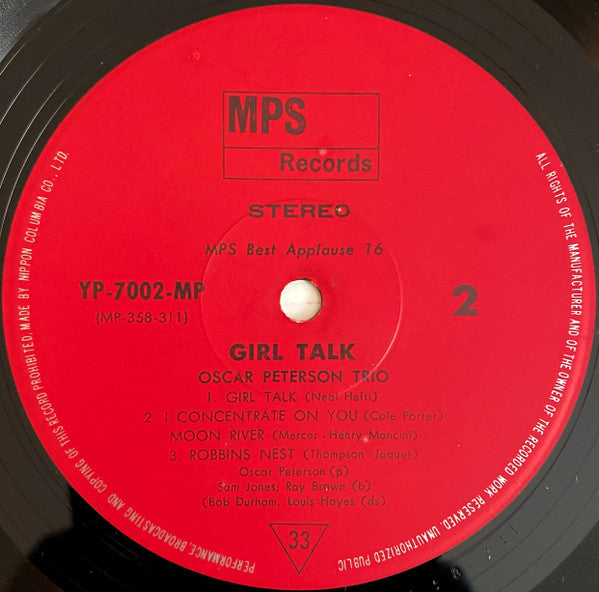 MPS
Records
STEREO
MPS Best Applause 16
YP-7002-MP
(MP-358-311)
2
GIRL TALK
OSCAR PETERSON TRIO
1. GIRL TALK (Neal Hefti)
2. I CONCENTRATE ON YOU (Cole Porter)
MOON RIVER (Mercer-Henry Mancini)
3. ROBBINS NEST (Thompson-Jaquet)
Oscar Peterson (p)
Sam Jones; Ray Brown (b)
(Bob Durham, Louis Hayes (ds)
33
ALL RIGHTS OF THE MANUFACTURER AND OF THE OWNER OF THE RECORDED WORK RESERVED. UNAUTHORIZED PUBLIC
PERFORMANCE, BROADCASTING AND COPYING OF THIS RECORD PROHIBITED. MADE BY NIPPON COLUMBIA CO., LTD.